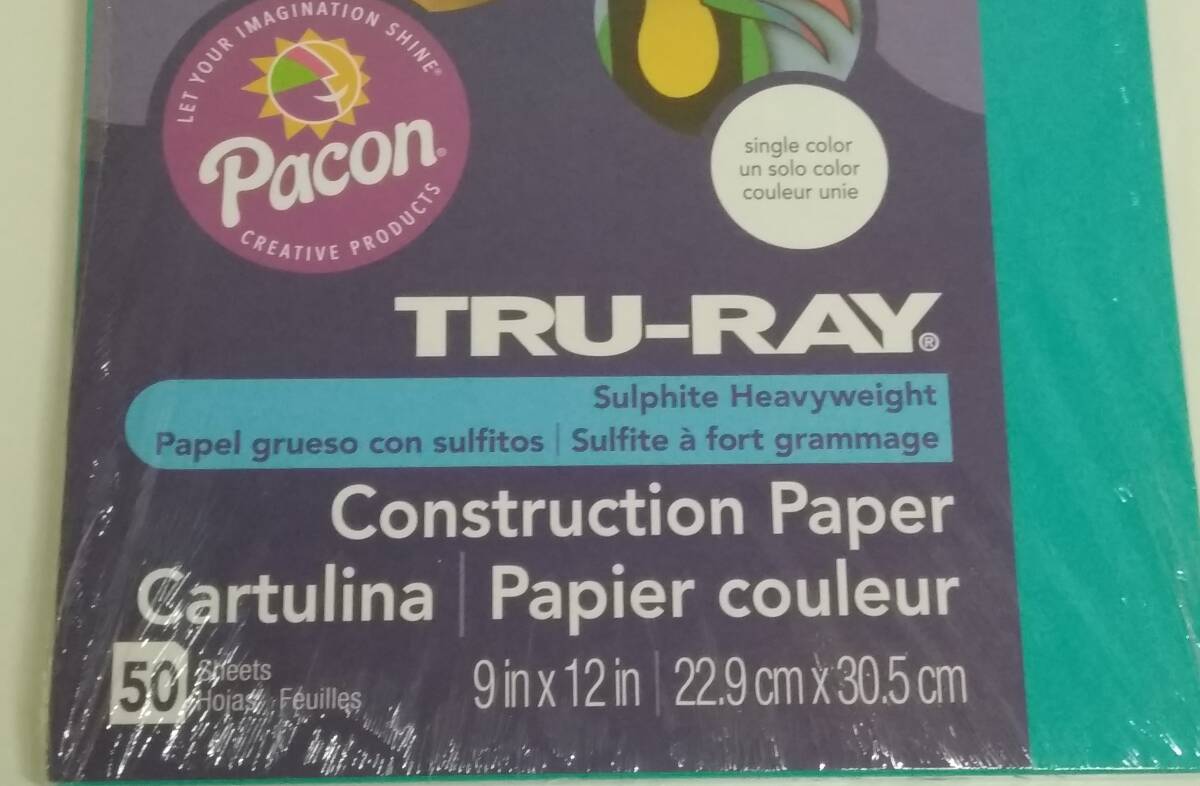 LET YOUR IMAGINATION SHINE®
Pacon®
CREATIVE PRODUCTS
single color
un solo color
couleur unie
TRU-RAY®
Sulphite Heavyweight
Papel grueso con sulfitos | Sulfite à fort grammage
Construction Paper
Cartulina | Papier couleur
50 Sheets
Hojas Feuilles
9 in x 12 in | 22.9 cm x 30.5 cm